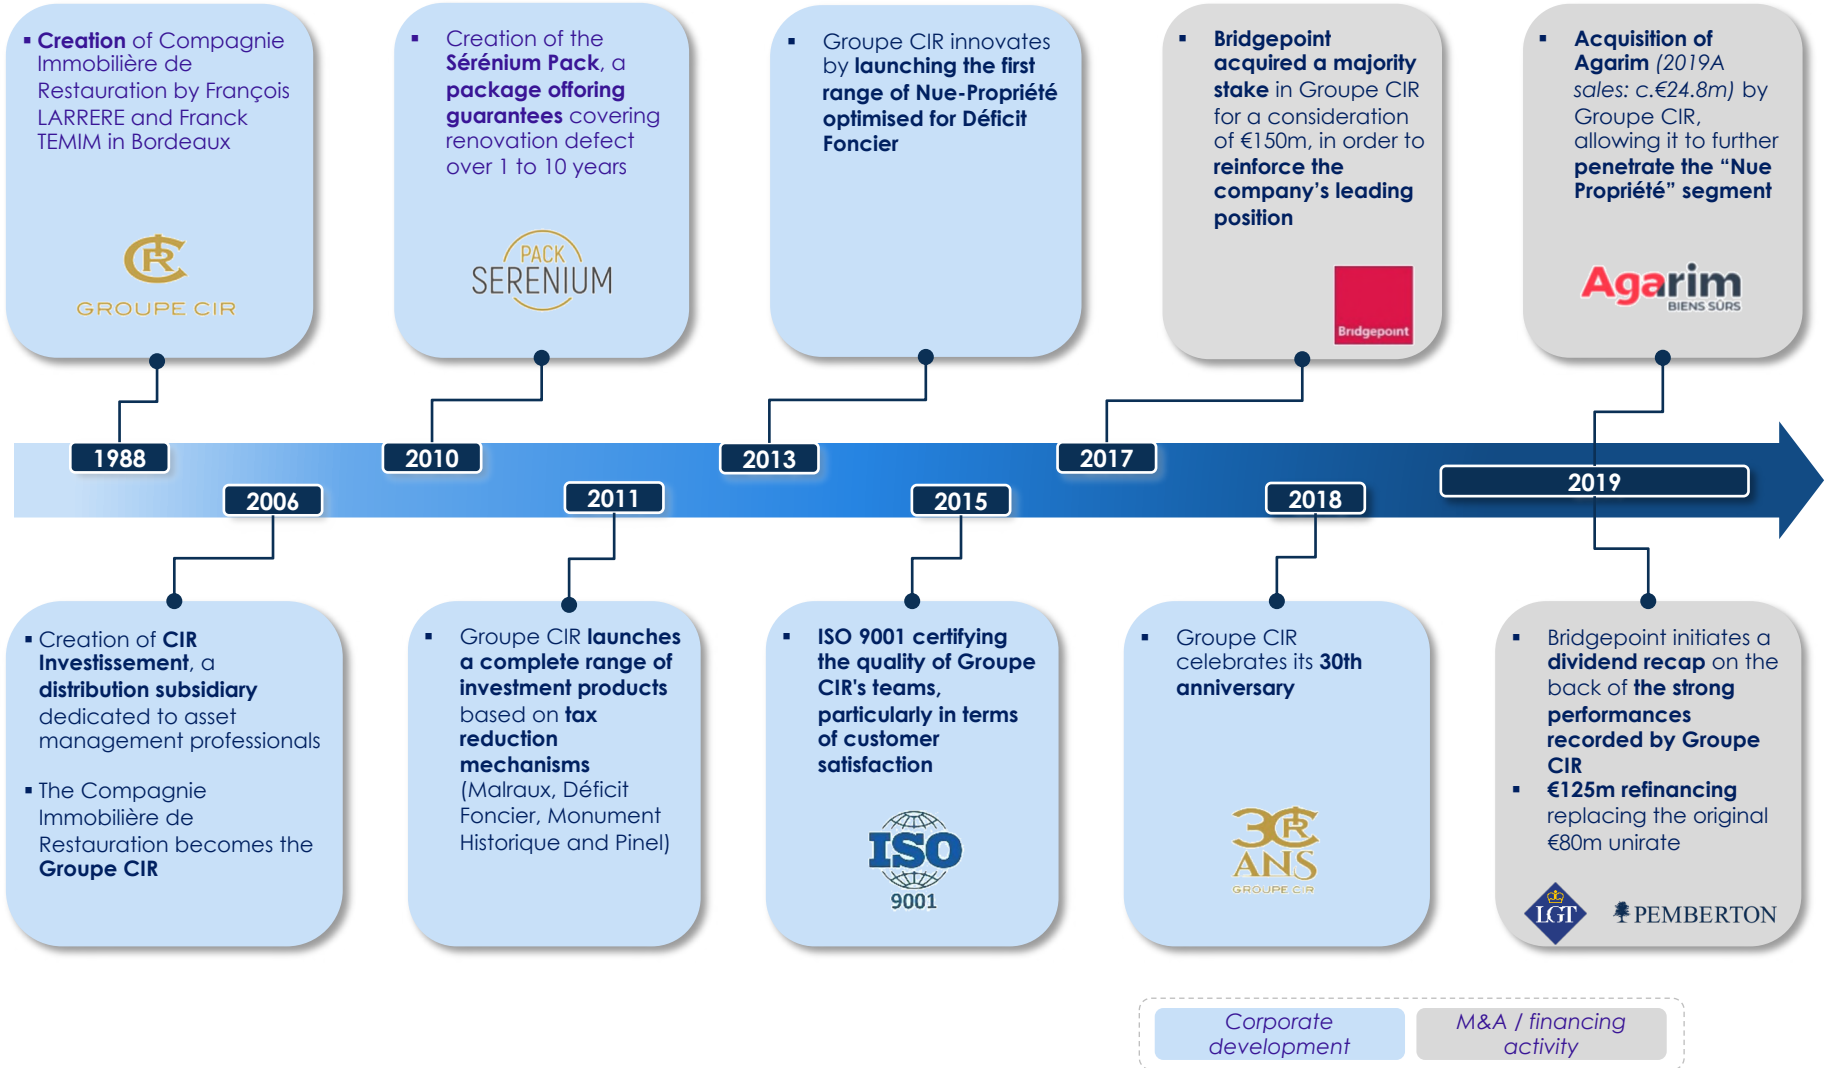 ▪ Creation of Compagnie
Immobilière de
Restauration by François
LARRERE and Franck
TEMIM in Bordeaux
GROUPE CIR
▪ Creation of the
Sérénium Pack, a
package offoring
guarantees covering
renovation defect
over 1 to 10 years
PACK
SERENIUM
▪ Groupe CIR innovates
by launching the first
range of Nue-Propriété
optimised for Déficit
Foncier
▪ Bridgepoint
acquired a majority
stake in Groupe CIR
for a consideration
of €150m, in order to
reinforce the
company’s leading
position
Bridgepoint
▪ Acquisition of
Agarim (2019A
sales: c.€24.8m) by
Groupe CIR,
allowing it to further
penetrate the “Nue
Propriété” segment
Agarim
BIENS SÛRS
1988
2010
2013
2017
2019
2006
2011
2015
2018
▪ Creation of CIR
Investissement, a
distribution subsidiary
dedicated to asset
management professionals
▪ The Compagnie
Immobilière de
Restauration becomes the
Groupe CIR
▪ Groupe CIR launches
a complete range of
investment products
based on tax
reduction
mechanisms
(Malraux, Déficit
Foncier, Monument
Historique and Pinel)
▪ ISO 9001 certifying
the quality of Groupe
CIR's teams,
particularly in terms
of customer
satisfaction
ISO
9001
▪ Groupe CIR
celebrates its 30th
anniversary
ANS
GROUPE CIR
▪ Bridgepoint initiates a
dividend recap on the
back of the strong
performances
recorded by Groupe
CIR
▪ €125m refinancing
replacing the original
€80m unirate
LGT
PEMBERTON
Corporate
development
M&A / financing
activity